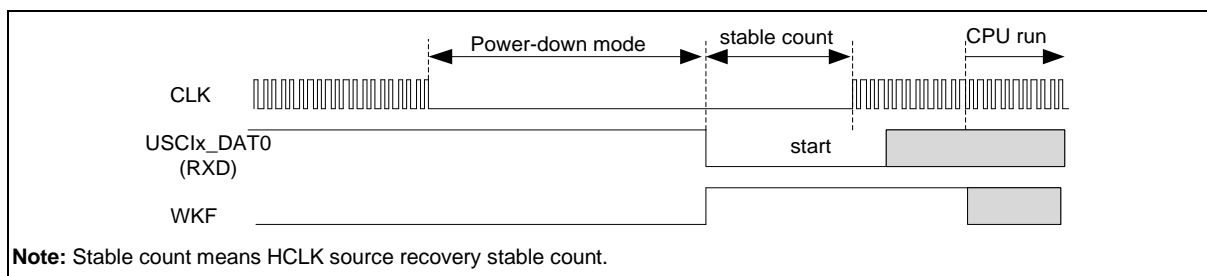 Power-down mode
stable count
CPU run
CLK
USCIx_DAT0
(RXD)
start
WKF
Note: Stable count means HCLK source recovery stable count.